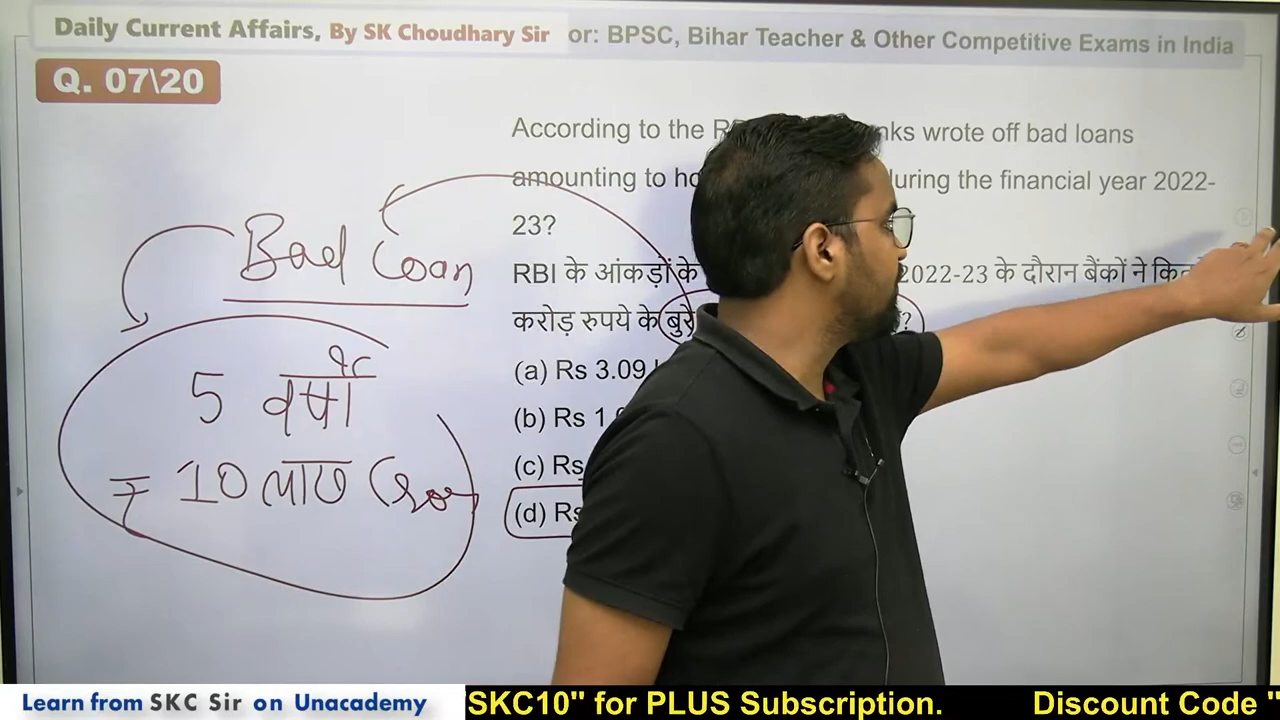 Daily Current Affairs, By SK Choudhary Sir or: BPSC, Bihar Teacher & Other Competitive Exams in India
Q. 07\20
According to the nks wrote off bad loans
amounting to during the financial year 2022-
23?
RBI के आंकड़ों के 2022-23 के दौरान बैंकों ने
करोड़ रुपये के बुरे ?
(a) Rs 3.09
(b) Rs 1
(c) Rs
(d) Rs
Bad Loan
5 वर्षों
₹ 10 लाख
Learn from SKC Sir on Unacademy
"SKC10" for PLUS Subscription. Discount Code "